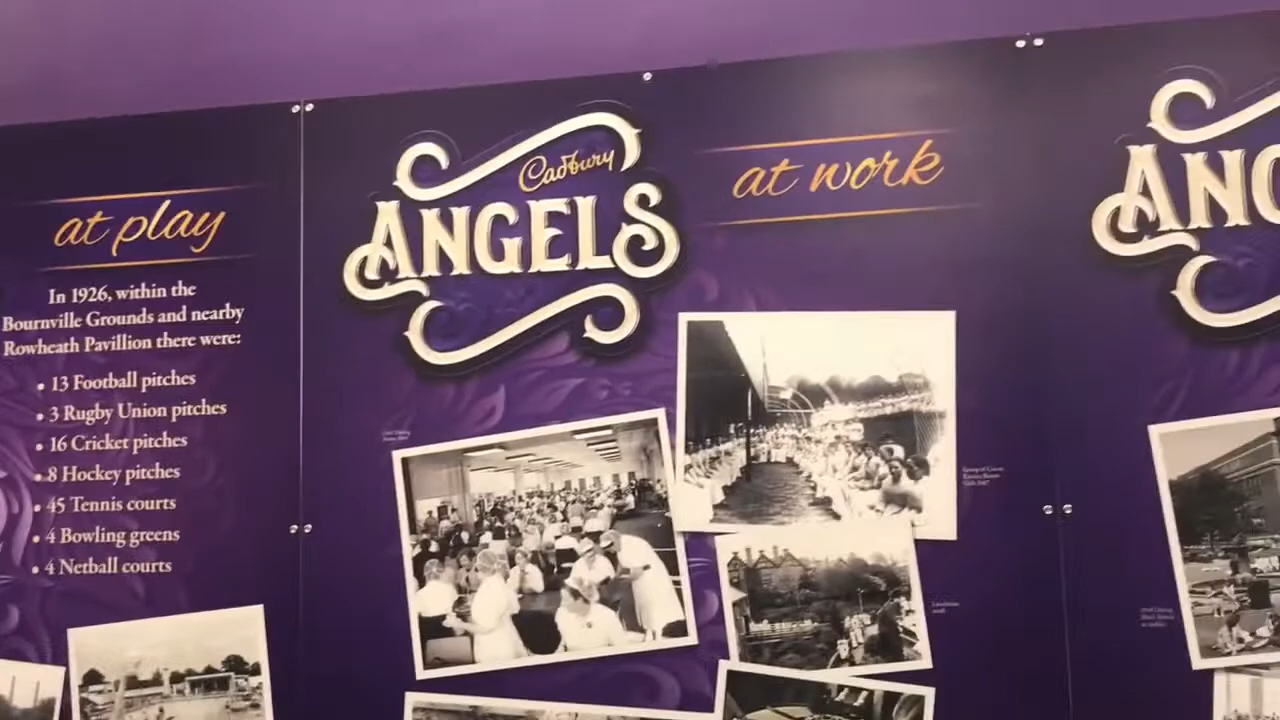 at play
In 1926, within the
Bournville Grounds and nearby
Rowheath Pavillion there were:
• 13 Football pitches
• 3 Rugby Union pitches
• 16 Cricket pitches
• 8 Hockey pitches
• 45 Tennis courts
• 4 Bowling greens
• 4 Netball courts
Cadbury
ANGELS
at work
ANG